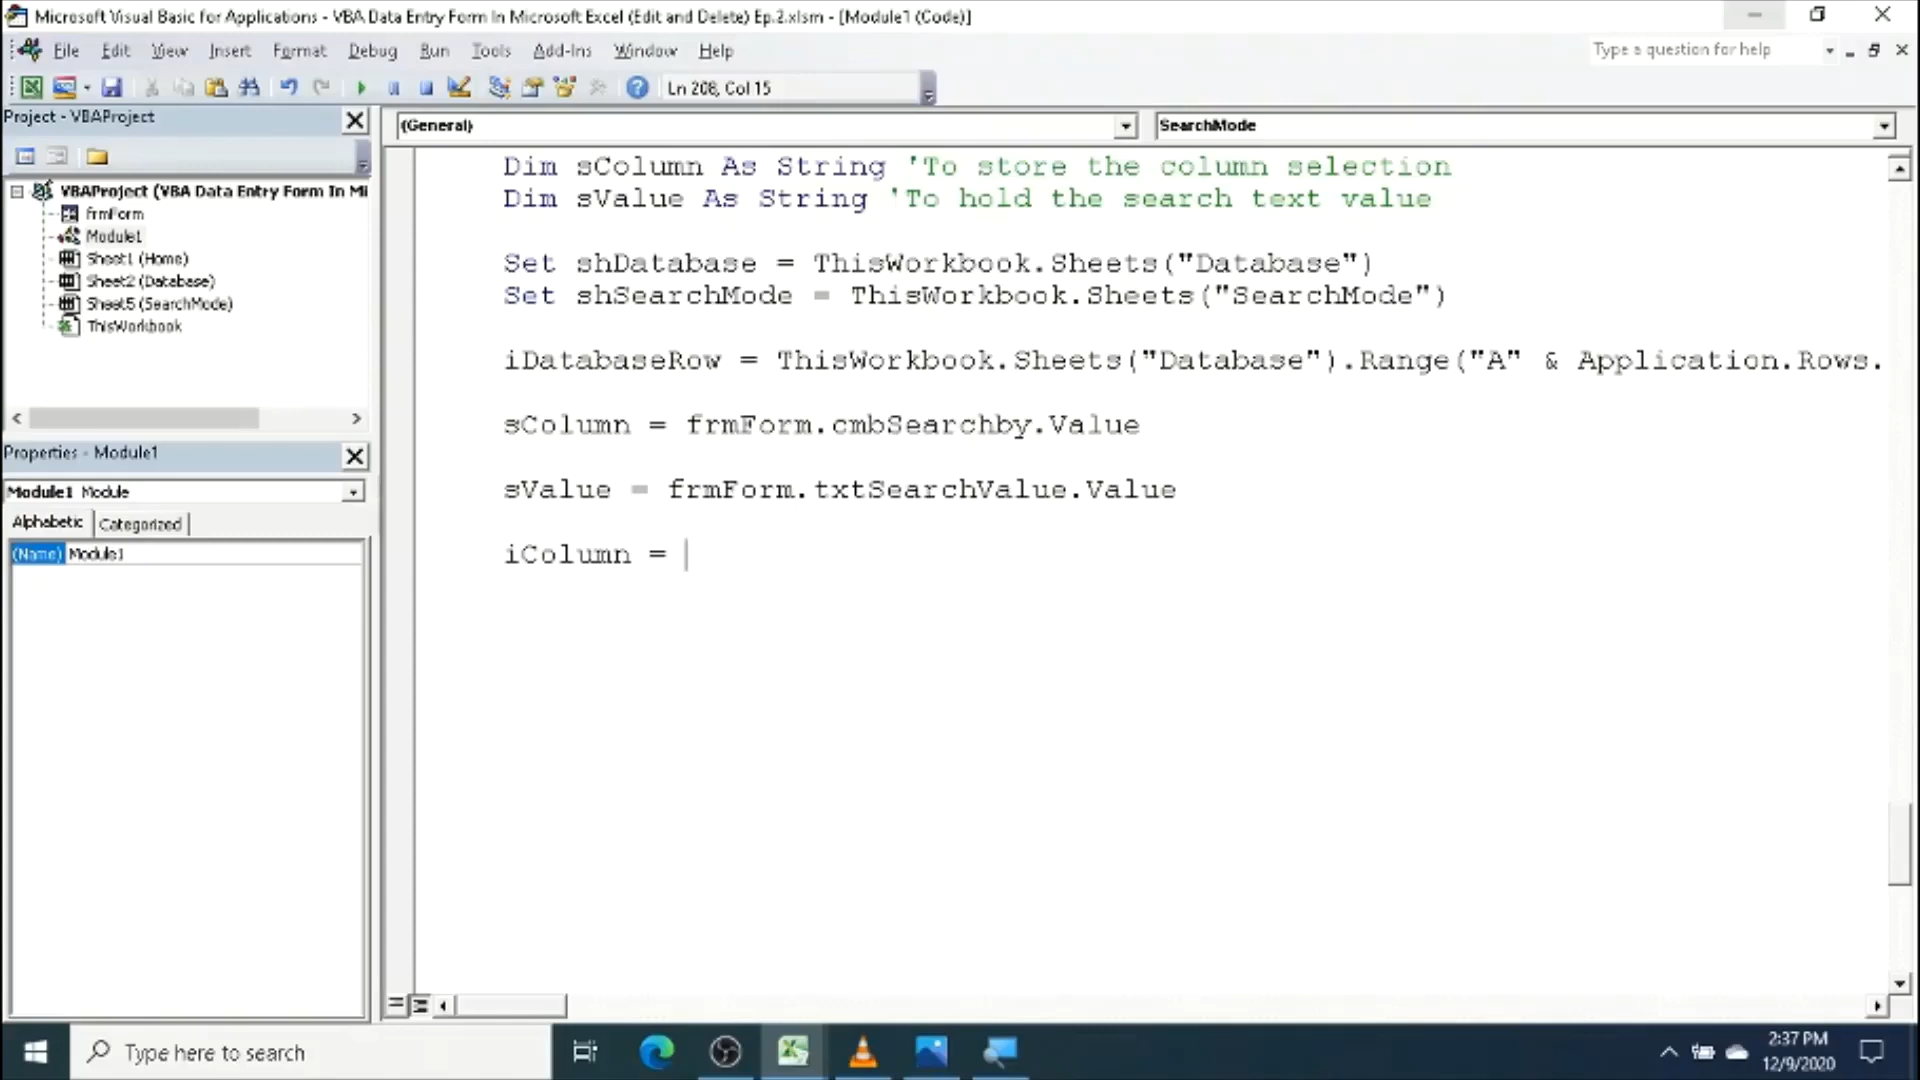 Microsoft Visual Basic for Applications - VBA Data Entry Form In Microsoft Excel (Edit and Delete) Ep.2.xlsm - [Module1 (Code)]
File Edit View Insert Format Debug Run Tools Add-Ins Window Help
Type a question for help
Ln 208, Col 15
Project - VBAProject
(General)
SearchMode
VBAProject (VBA Data Entry Form In Mi
frmForm
Module1
Sheet1 (Home)
Sheet2 (Database)
Sheet5 (SearchMode)
ThisWorkbook
Properties - Module1
Module1 Module
Alphabetic Categorized
(Name) Module1
Dim sColumn As String 'To store the column selection
Dim sValue As String 'To hold the search text value
Set shDatabase = ThisWorkbook.Sheets("Database")
Set shSearchMode = ThisWorkbook.Sheets("SearchMode")
iDatabaseRow = ThisWorkbook.Sheets("Database").Range("A" & Application.Rows.
sColumn = frmForm.cmbSearchby.Value
sValue = frmForm.txtSearchValue.Value
iColumn =
Type here to search
2:37 PM
12/9/2020